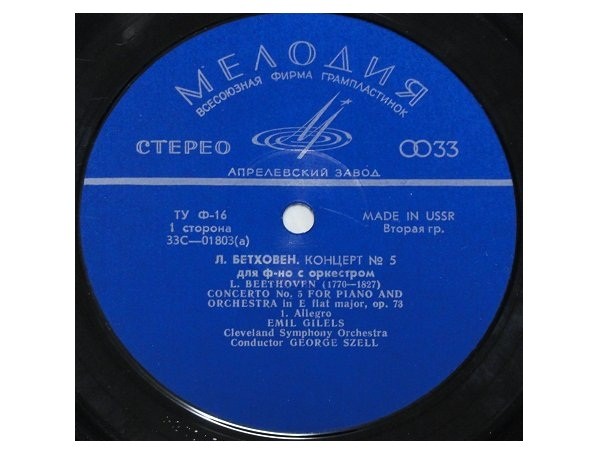 МЕЛОДИЯ
ВСЕСОЮЗНАЯ ФИРМА ГРАМПЛАСТИНОК
СТЕРЕО
33
АПРЕЛЕВСКИЙ ЗАВОД
ТУ Ф-16
MADE IN USSR
1 сторона
Вторая гр.
33С—01803(а)
Л. БЕТХОВЕН. КОНЦЕРТ № 5
для ф-но с оркестром
L. BEETHOVEN (1770—1827)
CONCERTO No. 5 FOR PIANO AND
ORCHESTRA in E flat major, op. 73
1. Allegro
EMIL GILELS
Cleveland Symphony Orchestra
Conductor GEORGE SZELL